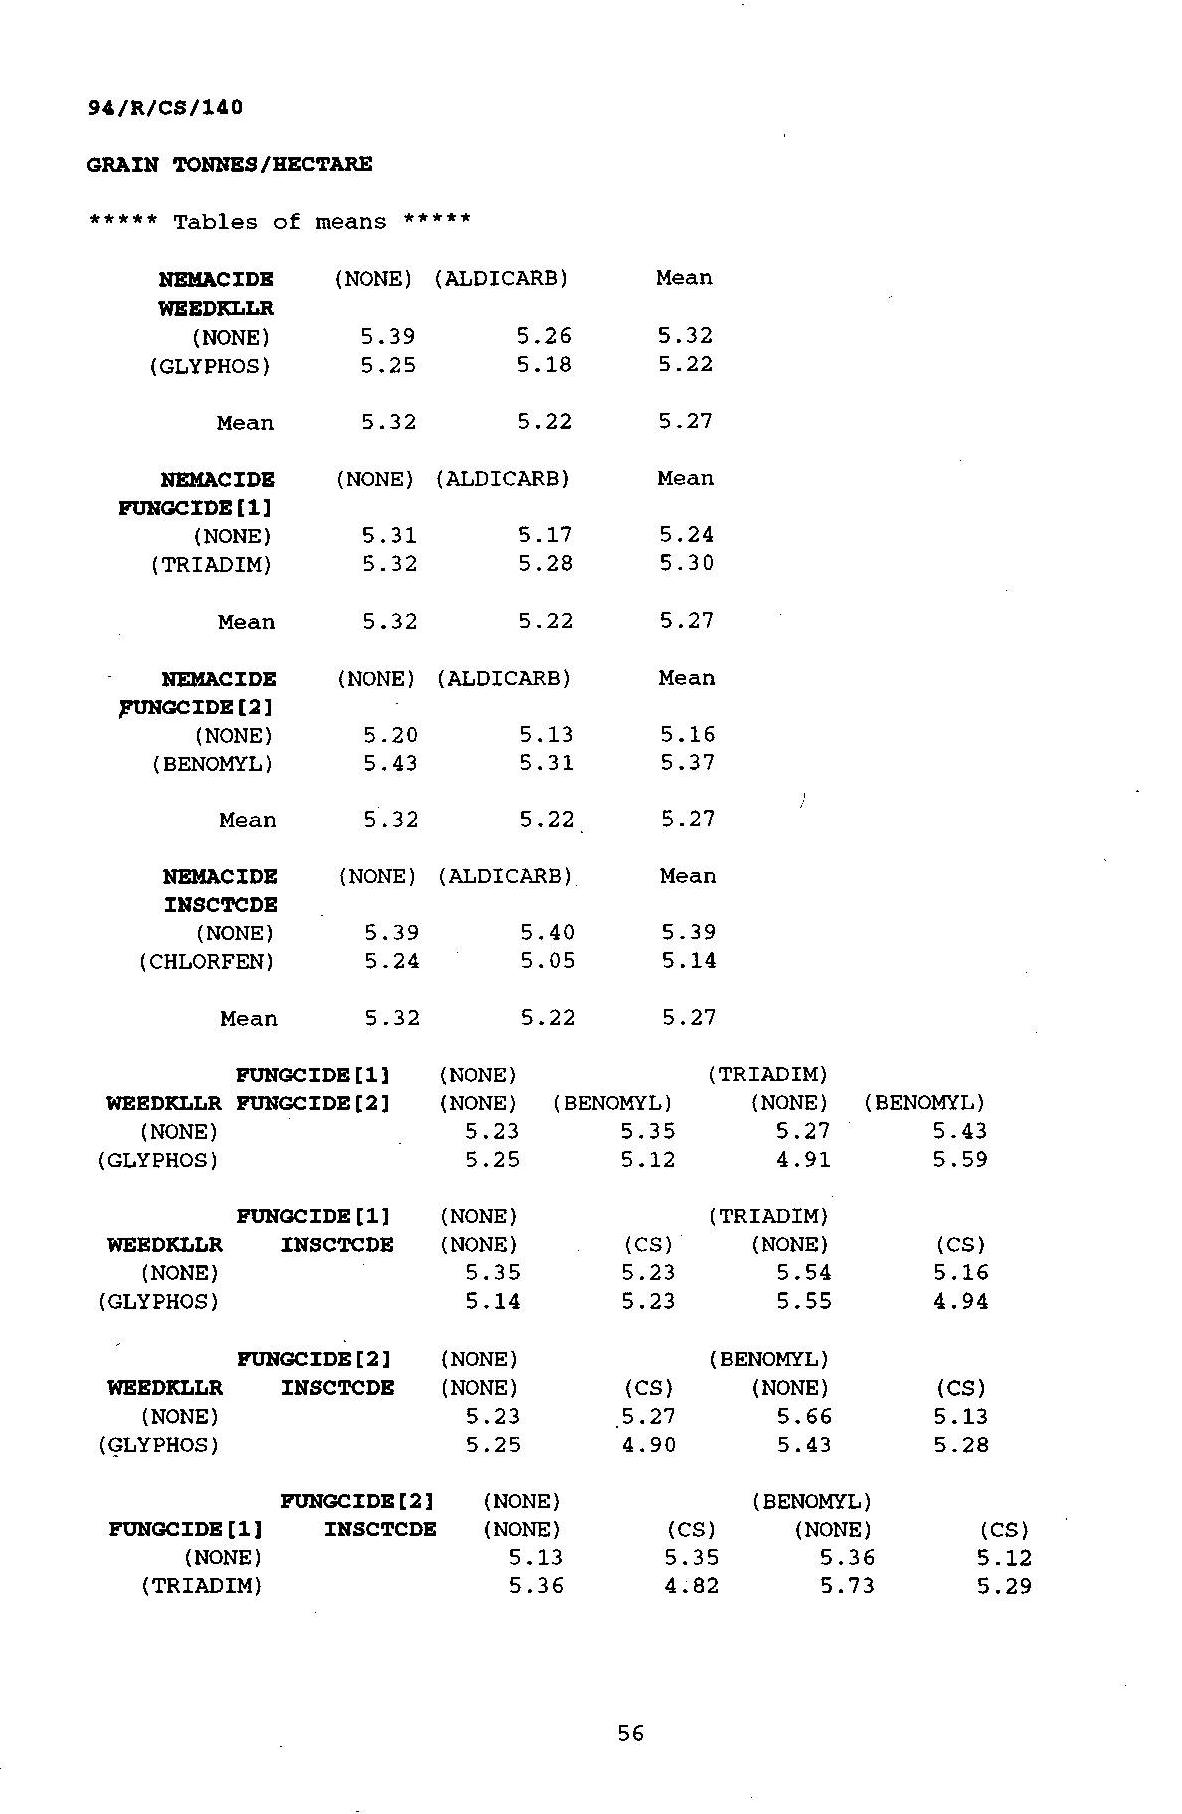 94/R/CS/140
GRAIN TONNES/HECTARE
***** Tables of means *****
NEMACIDE (NONE) (ALDICARB) Mean
WEEDKLLR
(NONE) 5.39 5.26 5.32
(GLYPHOS) 5.25 5.18 5.22
Mean 5.32 5.22 5.27
NEMACIDE (NONE) (ALDICARB) Mean
FUNGCIDE[1]
(NONE) 5.31 5.17 5.24
(TRIADIM) 5.32 5.28 5.30
Mean 5.32 5.22 5.27
NEMACIDE (NONE) (ALDICARB) Mean
FUNGCIDE[2]
(NONE) 5.20 5.13 5.16
(BENOMYL) 5.43 5.31 5.37
Mean 5.32 5.22 5.27
NEMACIDE (NONE) (ALDICARB) Mean
INSCTCDE
(NONE) 5.39 5.40 5.39
(CHLORFEN) 5.24 5.05 5.14
Mean 5.32 5.22 5.27
FUNGCIDE[1] (NONE) (TRIADIM)
WEEDKLLR FUNGCIDE[2] (NONE) (BENOMYL) (NONE) (BENOMYL)
(NONE) 5.23 5.35 5.27 5.43
(GLYPHOS) 5.25 5.12 4.91 5.59
FUNGCIDE[1] (NONE) (TRIADIM)
WEEDKLLR INSCTCDE (NONE) (CS) (NONE) (CS)
(NONE) 5.35 5.23 5.54 5.16
(GLYPHOS) 5.14 5.23 5.55 4.94
FUNGCIDE[2] (NONE) (BENOMYL)
WEEDKLLR INSCTCDE (NONE) (CS) (NONE) (CS)
(NONE) 5.23 5.27 5.66 5.13
(GLYPHOS) 5.25 4.90 5.43 5.28
FUNGCIDE[2] (NONE) (BENOMYL)
FUNGCIDE[1] INSCTCDE (NONE) (CS) (NONE) (CS)
(NONE) 5.13 5.35 5.36 5.12
(TRIADIM) 5.36 4.82 5.73 5.29
56